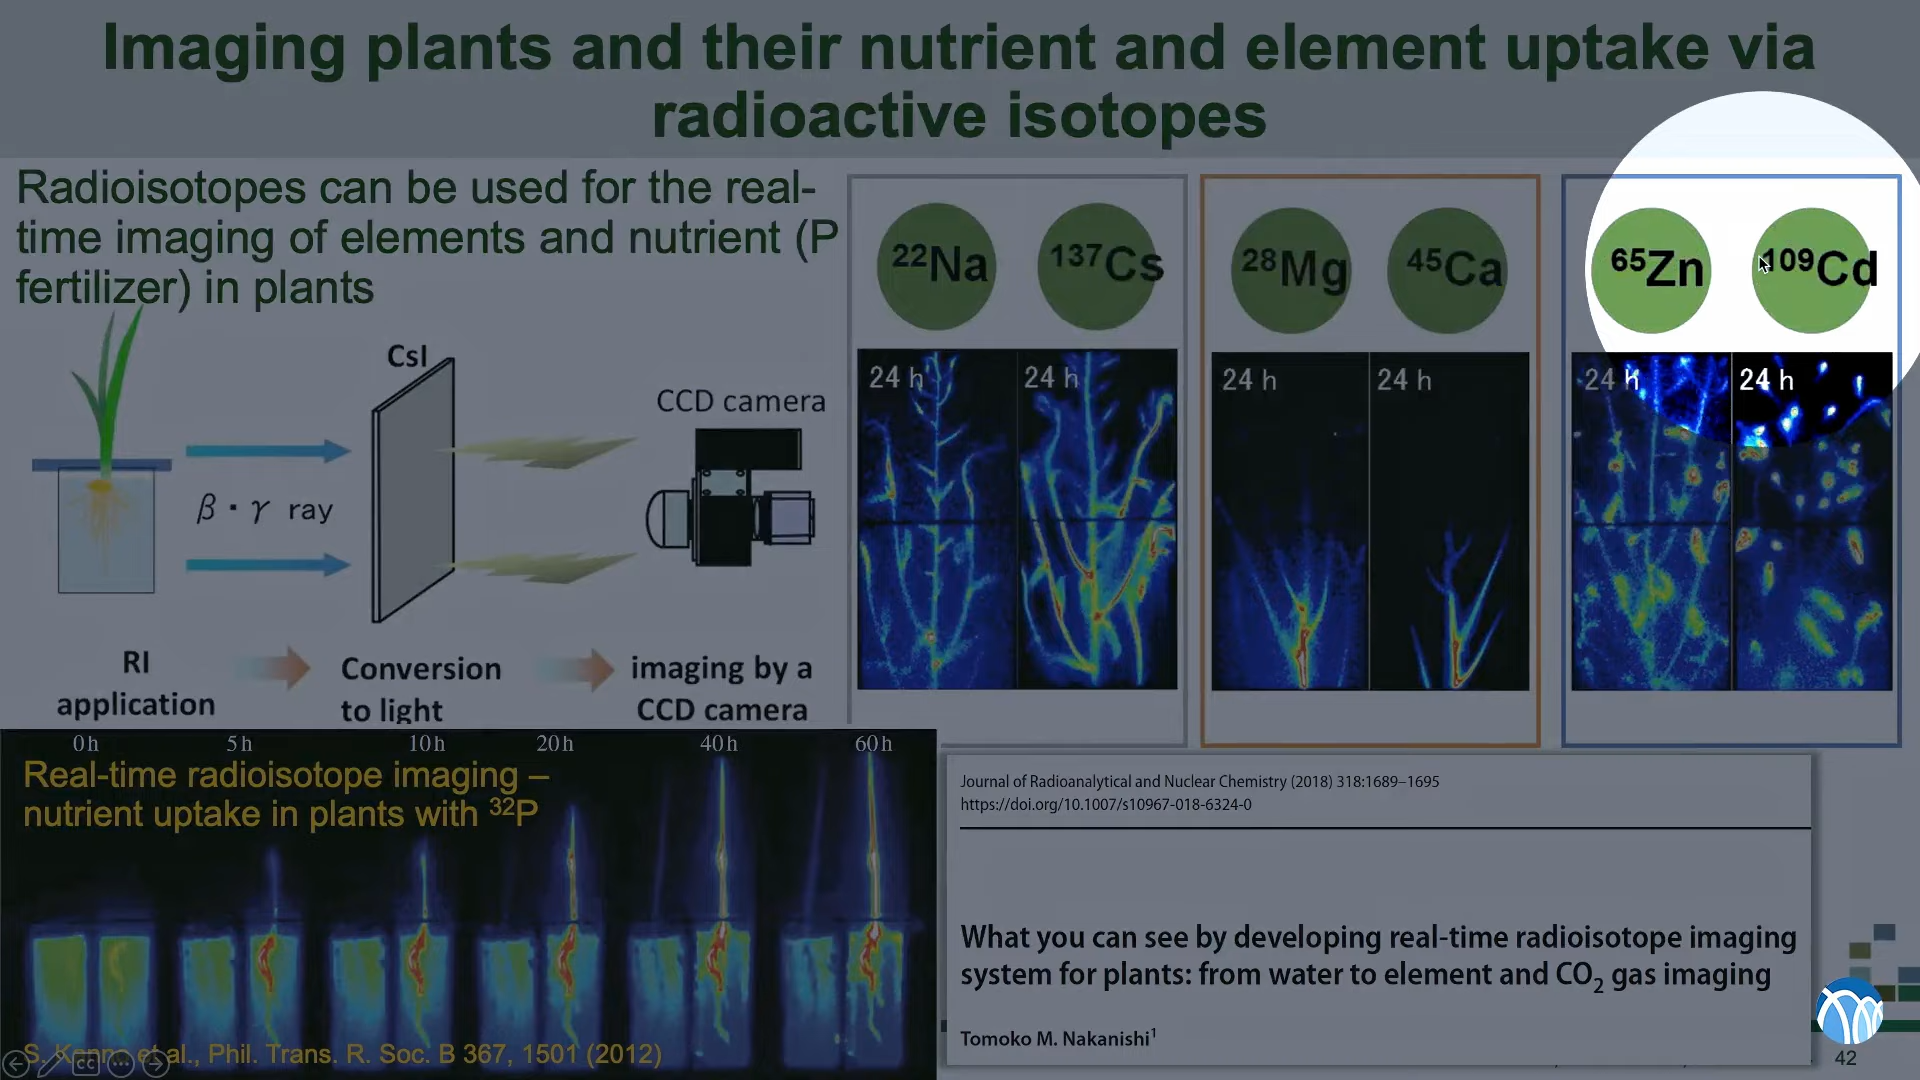 Imaging plants and their nutrient and element uptake via
radioactive isotopes
Radioisotopes can be used for the real-
time imaging of elements and nutrient (P
fertilizer) in plants
CsI
CCD camera
β・γ ray
RI
application
Conversion
to light
imaging by a
CCD camera
²²Na
¹³⁷Cs
24 h
24 h
²⁸Mg
⁴⁵Ca
24 h
24 h
⁶⁵Zn
¹⁰⁹Cd
24 h
24 h
0h 5h 10h 20h 40h 60h
Real-time radioisotope imaging –
nutrient uptake in plants with ³²P
S. Kanno et al., Phil. Trans. R. Soc. B 367, 1501 (2012)
Journal of Radioanalytical and Nuclear Chemistry (2018) 318:1689–1695
https://doi.org/10.1007/s10967-018-6324-0
What you can see by developing real-time radioisotope imaging
system for plants: from water to element and CO₂ gas imaging
Tomoko M. Nakanishi¹
CC
42